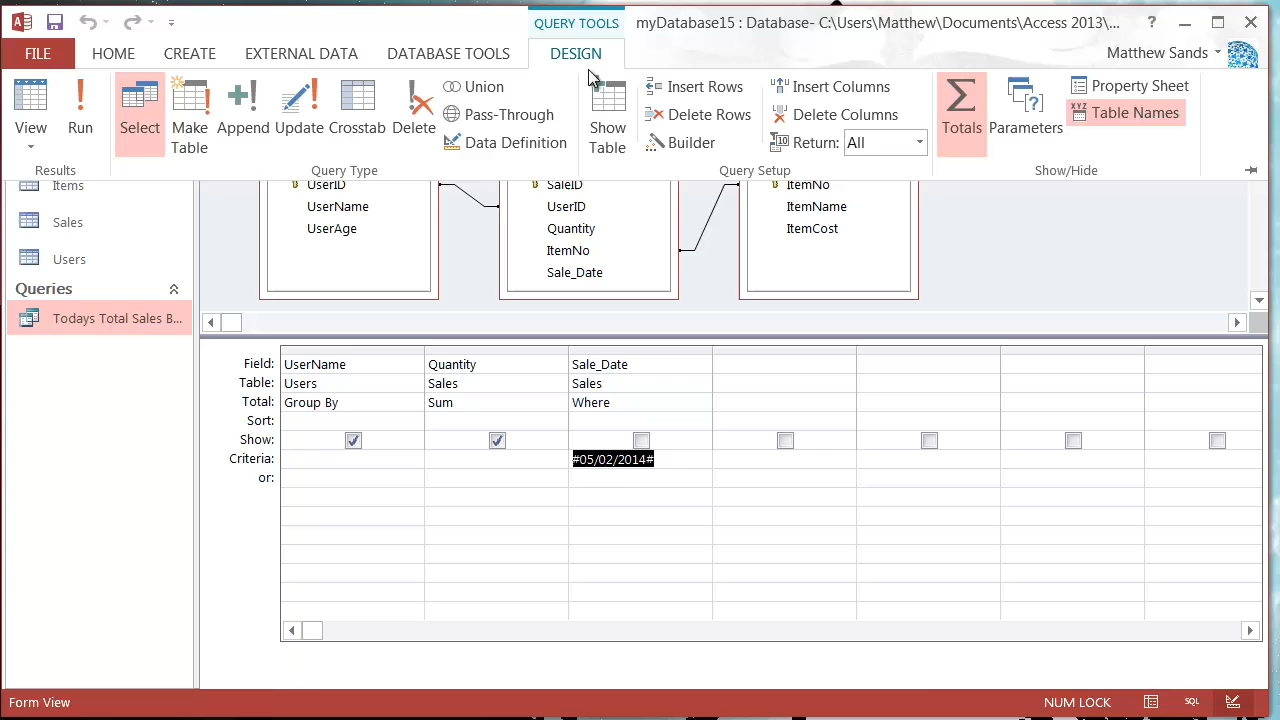 QUERY TOOLS
myDatabase15 : Database- C:\Users\Matthew\Documents\Access 2013\...
?
FILE
HOME
CREATE
EXTERNAL DATA
DATABASE TOOLS
DESIGN
Matthew Sands
View
Run
Select
Make Table
Append
Update
Crosstab
Delete
Union
Pass-Through
Data Definition
Show Table
Insert Rows
Delete Rows
Builder
Insert Columns
Delete Columns
Return: All
Totals
Parameters
Property Sheet
Table Names
Results
Query Type
Query Setup
Show/Hide
Items
Sales
Users
Queries
Todays Total Sales B...
UserID
UserName
UserAge
SaleID
UserID
Quantity
ItemNo
Sale_Date
ItemNo
ItemName
ItemCost
Field: UserName Quantity Sale_Date
Table: Users Sales Sales
Total: Group By Sum Where
Sort:
Show:
Criteria: #05/02/2014#
or:
Form View
NUM LOCK
SQL